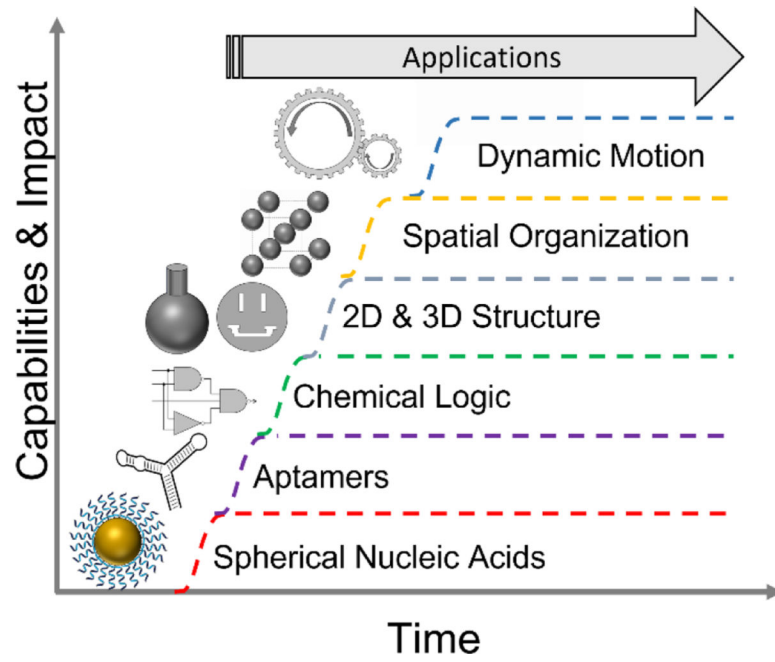 Applications
Dynamic Motion
Spatial Organization
2D & 3D Structure
Chemical Logic
Aptamers
Spherical Nucleic Acids
Capabilities & Impact
Time